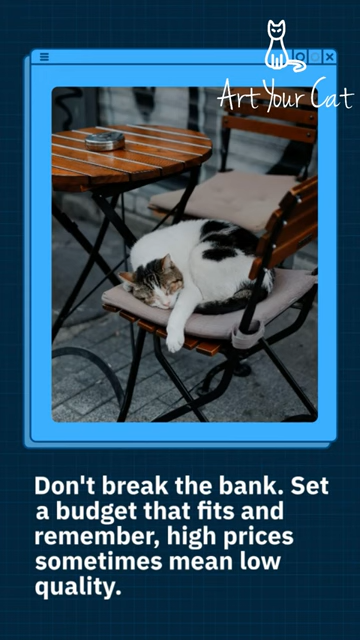 Art Your Cat
Don't break the bank. Set
a budget that fits and
remember, high prices
sometimes mean low
quality.